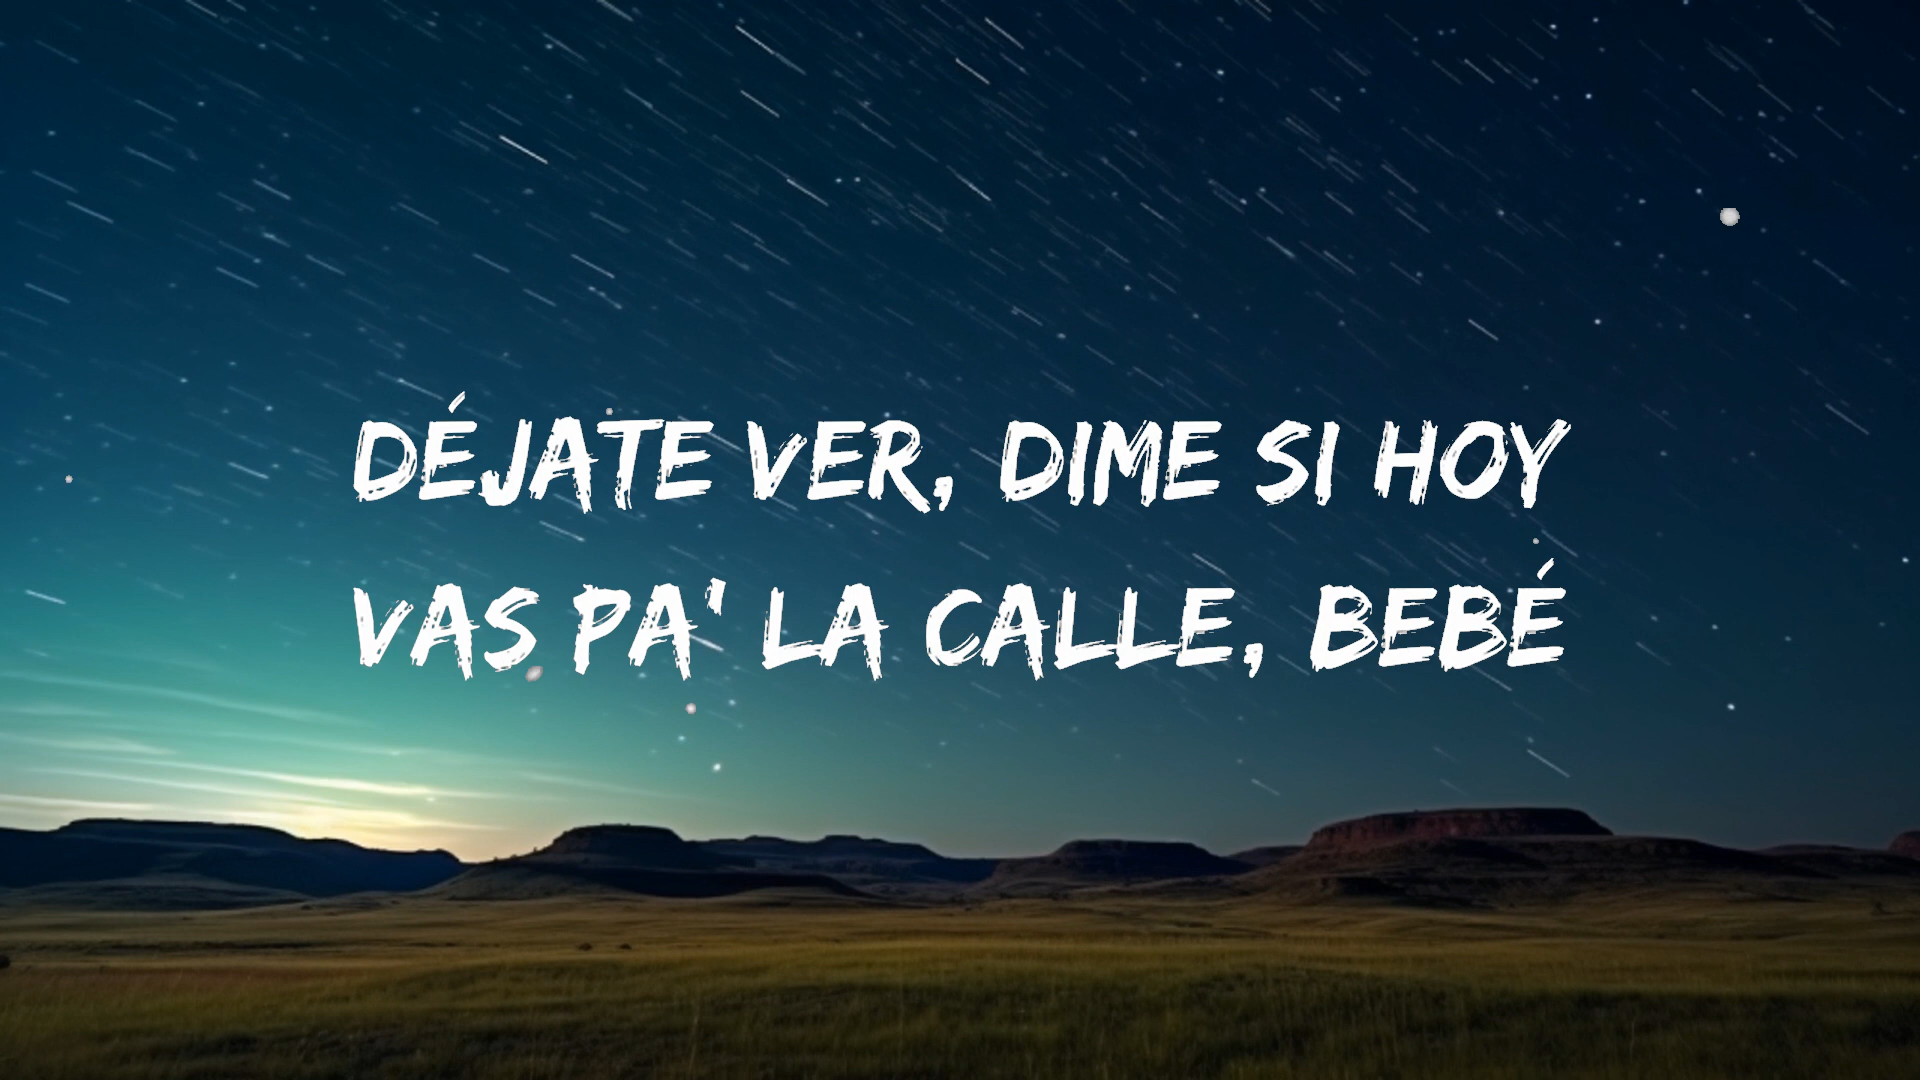 DÉJATE VER, DIME SI HOY
VAS PA' LA CALLE, BEBÉ